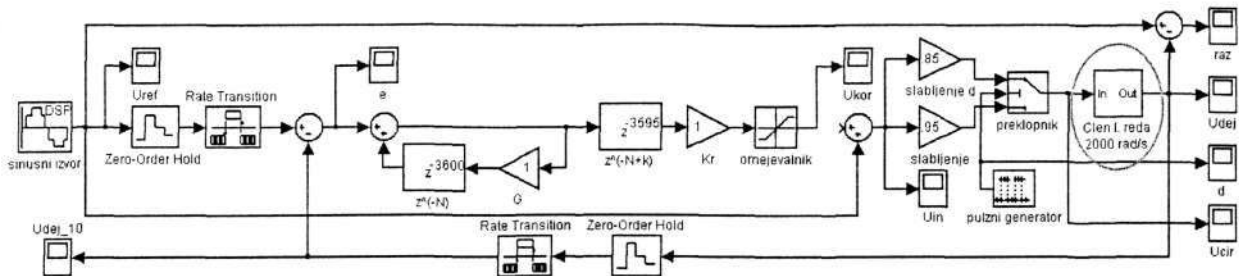 DSP
sinusni izvor
Uref
Zero-Order Hold
Rate Transition
e
-3600
z
z^(-N)
1
G
-3595
z
z^(-N+k)
1
Kr
omejevalnik
Ukor
.85
slabljenje d
.95
slabljenje
Uin
preklopnik
pulzni generator
In Out
Clen I. reda
2000 rad/s
raz
Udej
d
Ucir
Udej_10
Rate Transition
Zero-Order Hold